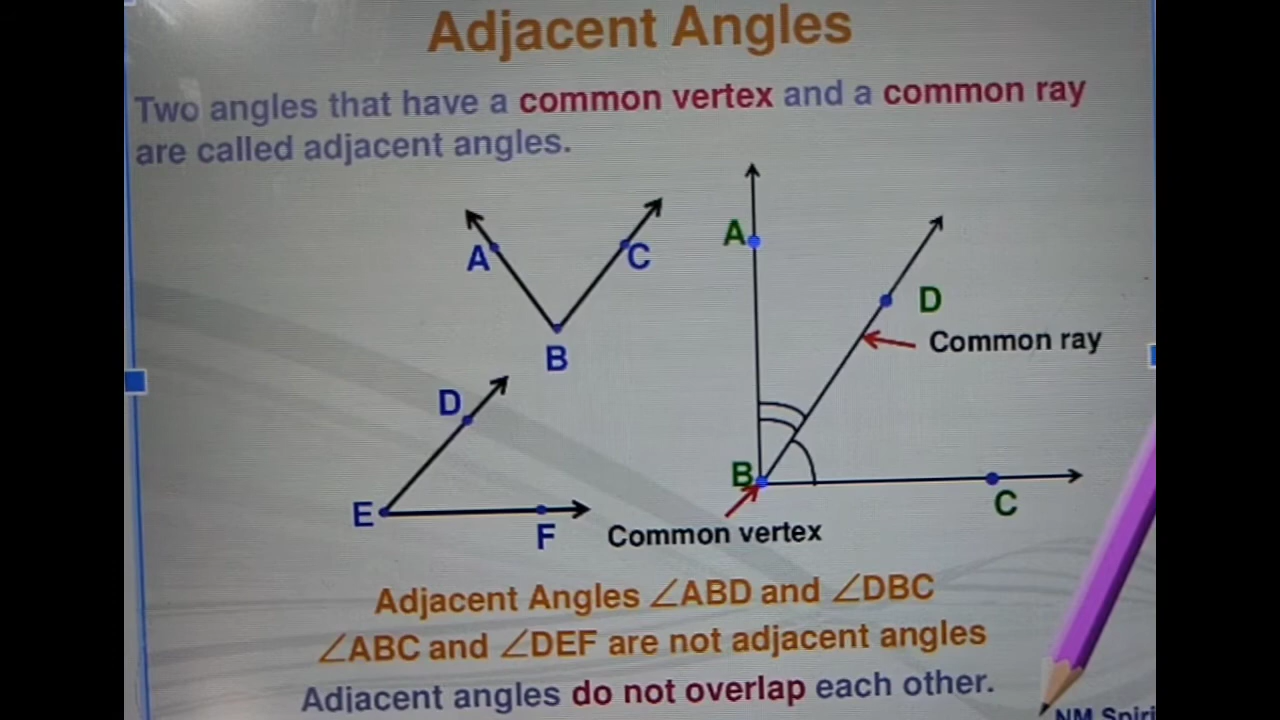 Adjacent Angles
Two angles that have a common vertex and a common ray
are called adjacent angles.
A
C
B
D
E
F
A
D
Common ray
B
C
Common vertex
Adjacent Angles ∠ABD and ∠DBC
∠ABC and ∠DEF are not adjacent angles
Adjacent angles do not overlap each other.
NM